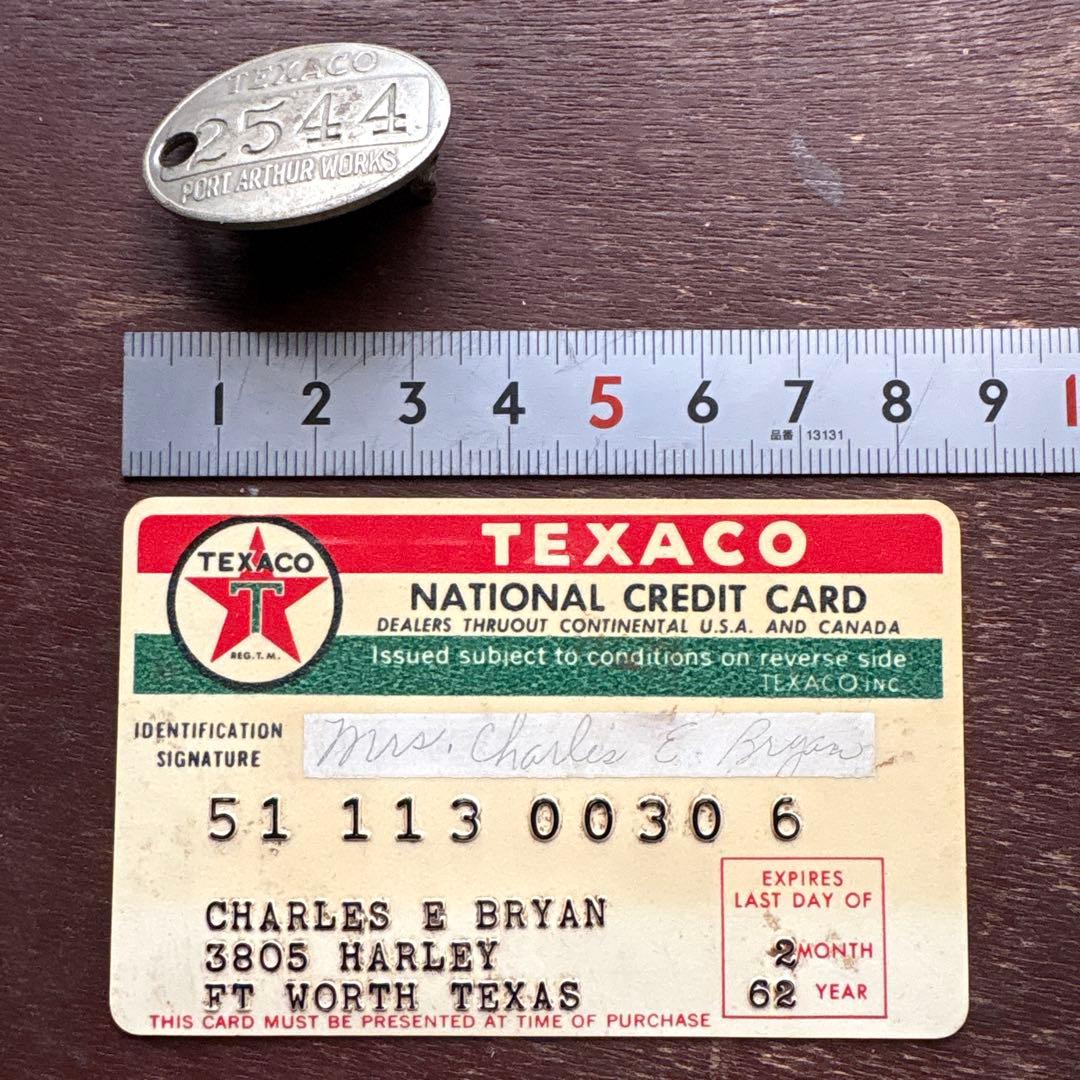 TEXACO
2544
PORT ARTHUR WORKS
1 2 3 4 5 6 7 8 9 1
品番 13131
TEXACO
T
REG. T. M.
TEXACO
NATIONAL CREDIT CARD
DEALERS THRUOUT CONTINENTAL U.S.A. AND CANADA
Issued subject to conditions on reverse side
TEXACO INC.
IDENTIFICATION
SIGNATURE
Mrs. Charles E. Bryan
51 113 0030 6
EXPIRES
LAST DAY OF
2 MONTH
62 YEAR
CHARLES E BRYAN
3805 HARLEY
FT WORTH TEXAS
THIS CARD MUST BE PRESENTED AT TIME OF PURCHASE